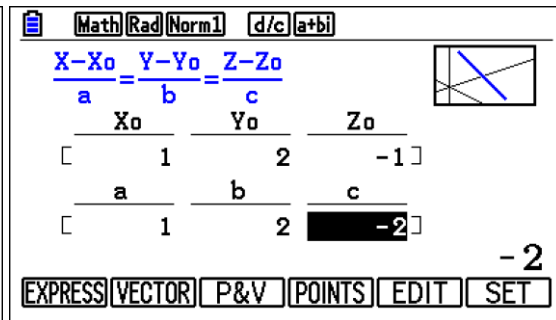 Math Rad Norm1 d/c a+bi
X-Xo/a = Y-Yo/b = Z-Zo/c
Xo Yo Zo
[ 1 2 -1 ]
a b c
[ 1 2 -2 ]
-2
EXPRESS VECTOR P&V POINTS EDIT SET